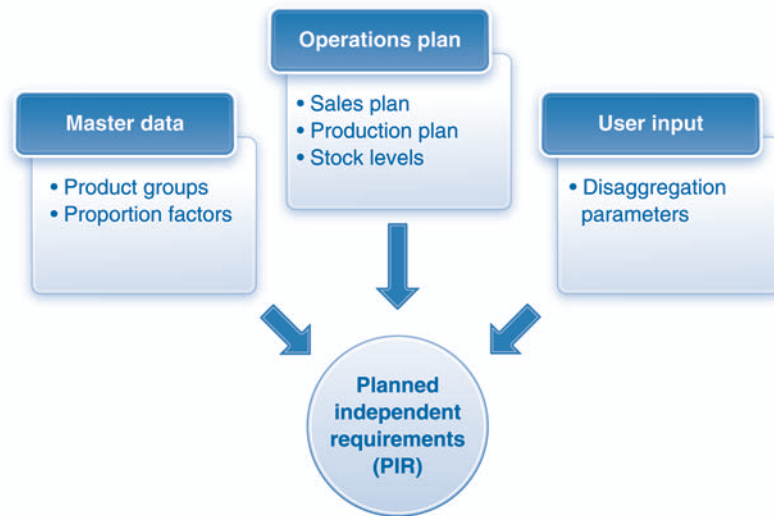 Operations plan
• Sales plan
• Production plan
• Stock levels
Master data
• Product groups
• Proportion factors
User input
• Disaggregation
parameters
Planned
independent
requirements
(PIR)